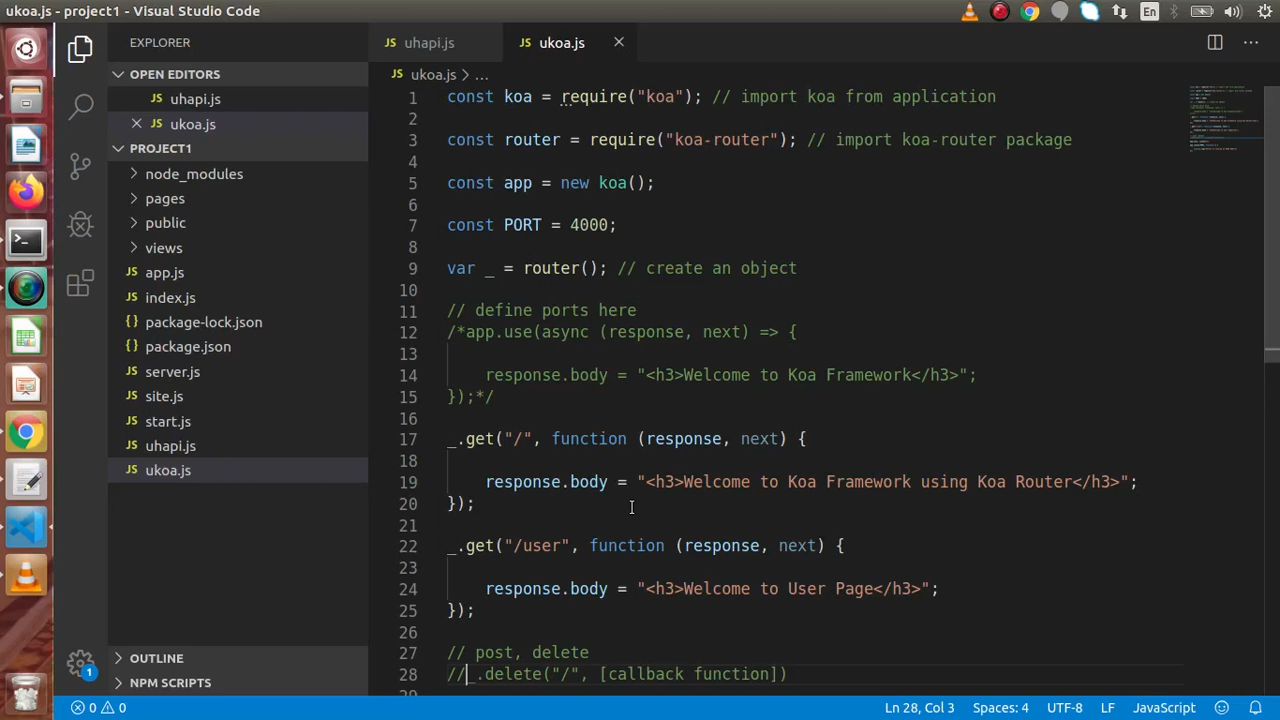 ukoa.js - project1 - Visual Studio Code
En
EXPLORER
OPEN EDITORS
uhapi.js
ukoa.js
PROJECT1
node_modules
pages
public
views
app.js
index.js
package-lock.json
package.json
server.js
site.js
start.js
uhapi.js
ukoa.js
OUTLINE
NPM SCRIPTS
1
JS uhapi.js
JS ukoa.js
JS ukoa.js > ...
1 const koa = require("koa"); // import koa from application
2
3 const router = require("koa-router"); // import koa-router package
4
5 const app = new koa();
6
7 const PORT = 4000;
8
9 var _ = router(); // create an object
10
11 // define ports here
12 /*app.use(async (response, next) => {
13
14 response.body = "<h3>Welcome to Koa Framework</h3>";
15 });*/
16
17 _.get("/", function (response, next) {
18
19 response.body = "<h3>Welcome to Koa Framework using Koa Router</h3>";
20 });
21
22 _.get("/user", function (response, next) {
23
24 response.body = "<h3>Welcome to User Page</h3>";
25 });
26
27 // post, delete
28 //_.delete("/", [callback function])
0 0 Ln 28, Col 3 Spaces: 4 UTF-8 LF JavaScript